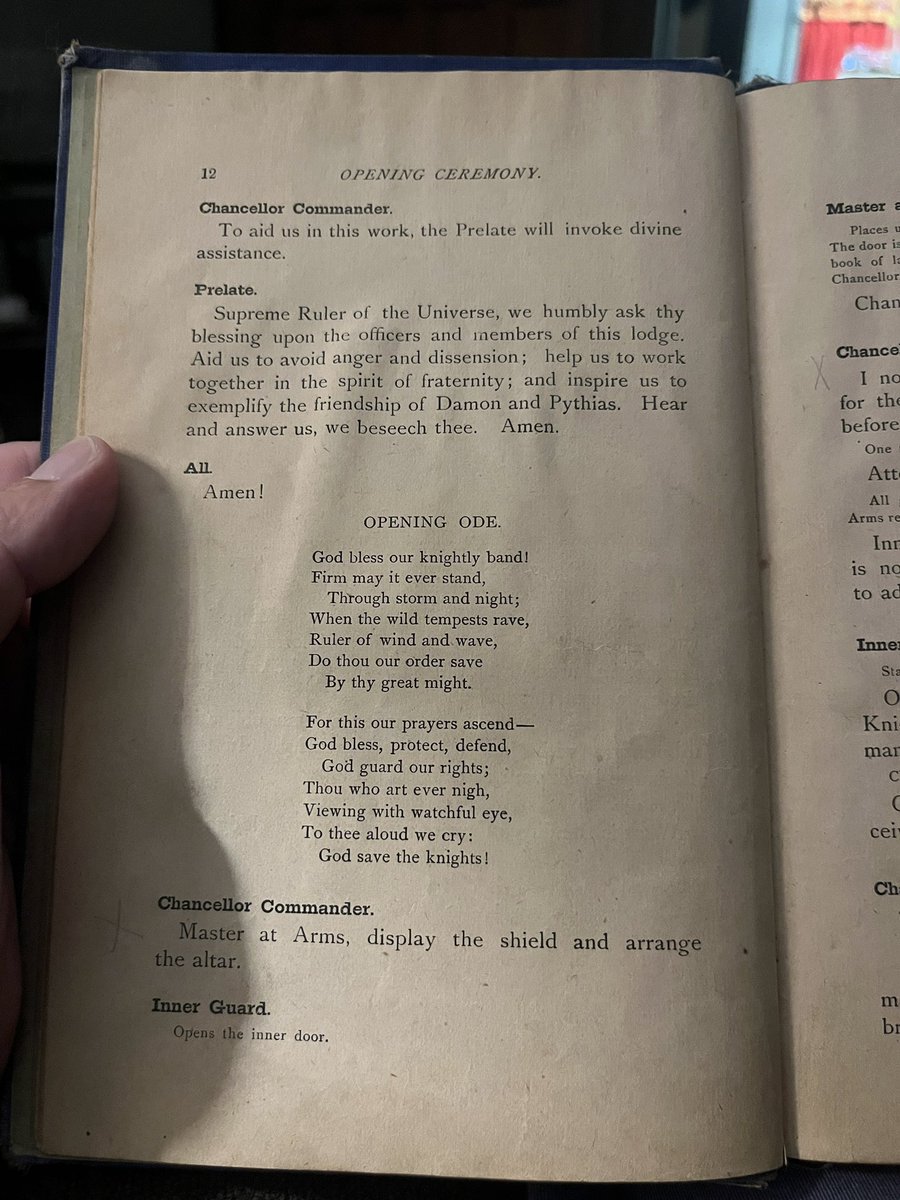 12 OPENING CEREMONY.
Chancellor Commander.
To aid us in this work, the Prelate will invoke divine
assistance.
Prelate.
Supreme Ruler of the Universe, we humbly ask thy
blessing upon the officers and members of this lodge.
Aid us to avoid anger and dissension; help us to work
together in the spirit of fraternity; and inspire us to
exemplify the friendship of Damon and Pythias. Hear
and answer us, we beseech thee. Amen.
All.
Amen!
OPENING ODE.
God bless our knightly band!
Firm may it ever stand,
Through storm and night;
When the wild tempests rave,
Ruler of wind and wave,
Do thou our order save
By thy great might.
For this our prayers ascend—
God bless, protect, defend,
God guard our rights;
Thou who art ever nigh,
Viewing with watchful eye,
To thee aloud we cry:
God save the knights!
Chancellor Commander.
Master at Arms, display the shield and arrange
the altar.
Inner Guard.
Opens the inner door.
Master
Places
The door is
book of
Chancellor
I
for
before
One
All
Arms
is
to